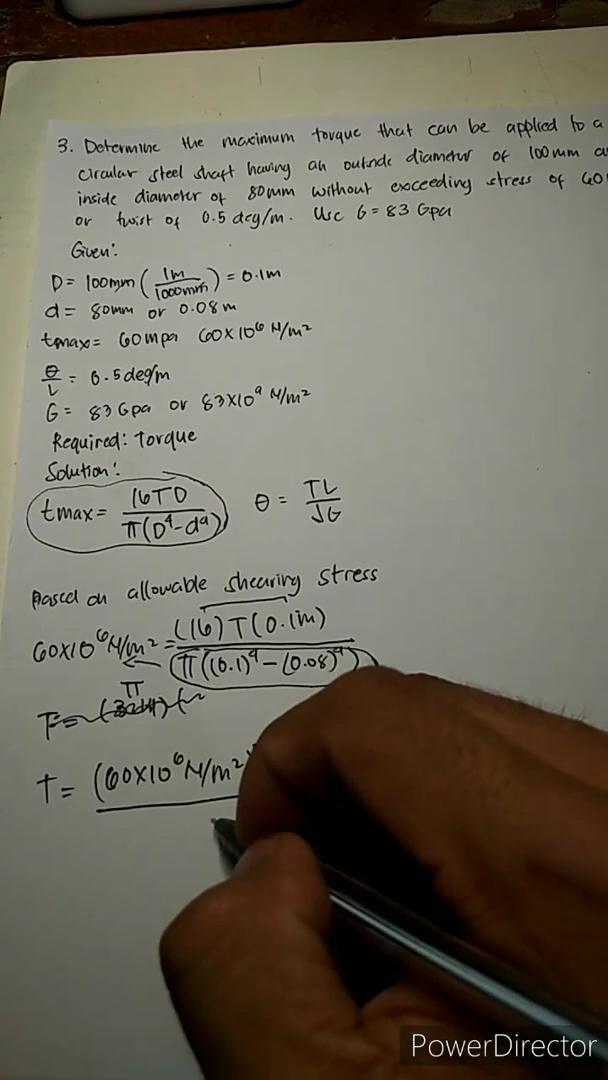 3. Determine the maximum torque that can be applied to a
Circular Steel shaft having an outside diameter of 100mm
inside diameter of 80mm without exceeding stress of 60
or twist of 0.5 deg/m. Use G = 83 Gpa
Given:
D = 100mm (1m/1000mm) = 0.1m
d = 80mm or 0.08m
tmax = 60mpa 60x10⁶ N/m²
θ/L = 0.5deg/m
G = 83Gpa or 83x10⁹ N/m²
Required: Torque
Solution:
tmax = 16TD/π(D⁴-d⁴) θ = TL/JG
Based on allowable shearing stress
60x10⁶N/m² = (16)T(0.1m)/π((0.1)⁴-(0.08)⁴)
π
T = (60x10⁶N/m²
PowerDirector